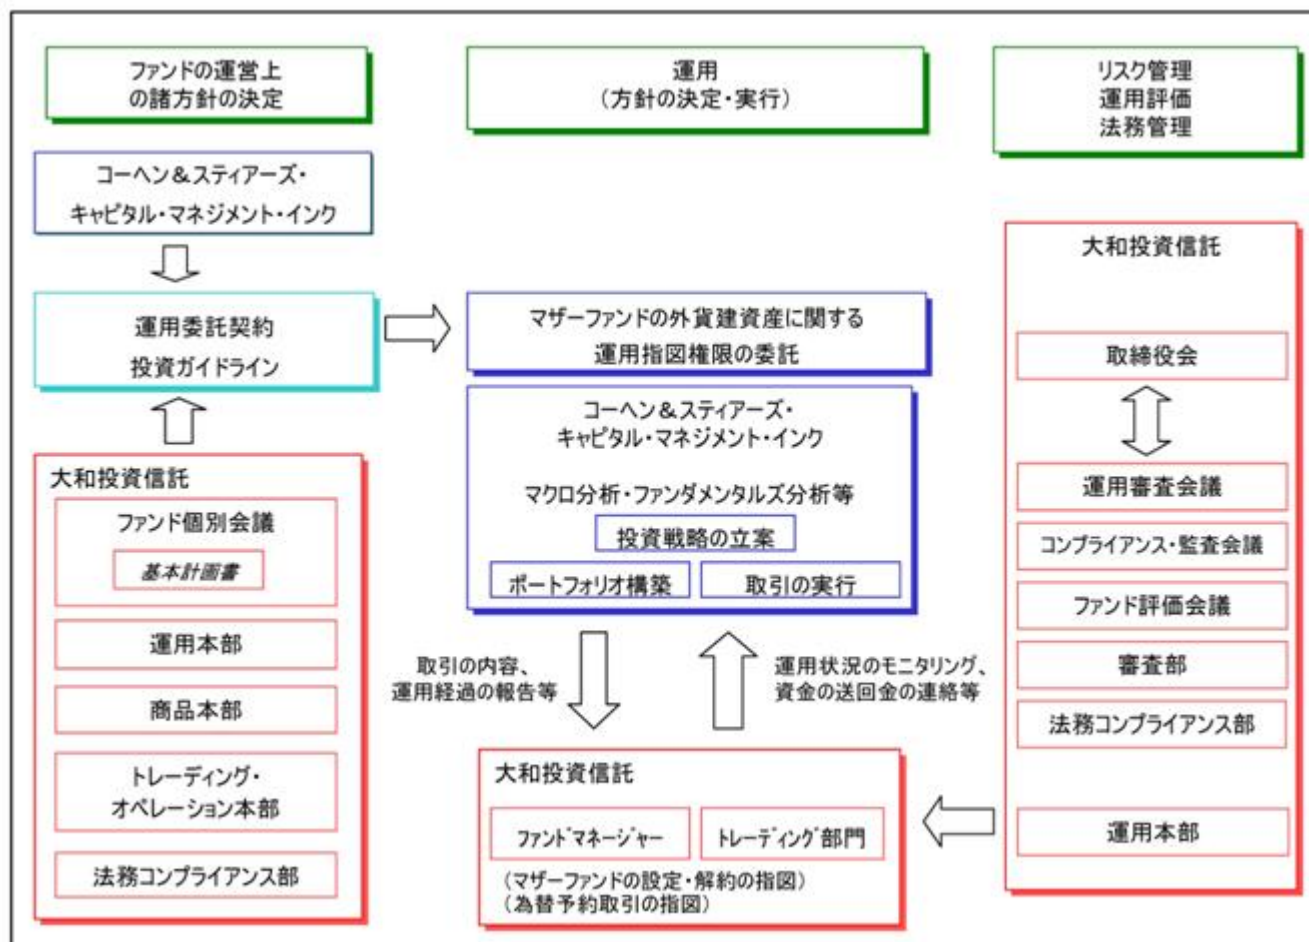 ファンドの運営上
の諸方針の決定
運用
(方針の決定・実行)
リスク管理
運用評価
法務管理
コーヘン&スティアーズ・
キャピタル・マネジメント・インク
運用委託契約
投資ガイドライン
大和投資信託
ファンド個別会議
基本計画書
運用本部
商品本部
トレーディング・
オペレーション本部
法務コンプライアンス部
マザーファンドの外貨建資産に関する
運用指図権限の委託
コーヘン&スティアーズ・
キャピタル・マネジメント・インク
マクロ分析・ファンダメンタルズ分析等
投資戦略の立案
ポートフォリオ構築
取引の実行
取引の内容、
運用経過の報告等
運用状況のモニタリング、
資金の送回金の連絡等
大和投資信託
ファンドマネージャー
トレーディング部門
(マザーファンドの設定・解約の指図)
(為替予約取引の指図)
大和投資信託
取締役会
運用審査会議
コンプライアンス・監査会議
ファンド評価会議
審査部
法務コンプライアンス部
運用本部